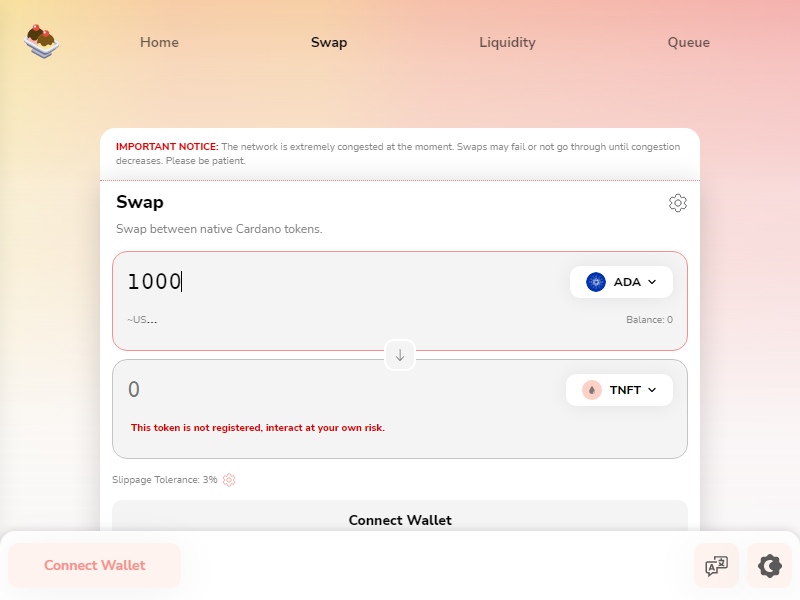 Home
Swap
Liquidity
Queue
IMPORTANT NOTICE: The network is extremely congested at the moment. Swaps may fail or not go through until congestion
decreases. Please be patient.
Swap
Swap between native Cardano tokens.
1000
ADA
~US...
Balance: 0
0
TNFT
This token is not registered, interact at your own risk.
Slippage Tolerance: 3%
Connect Wallet
Connect Wallet